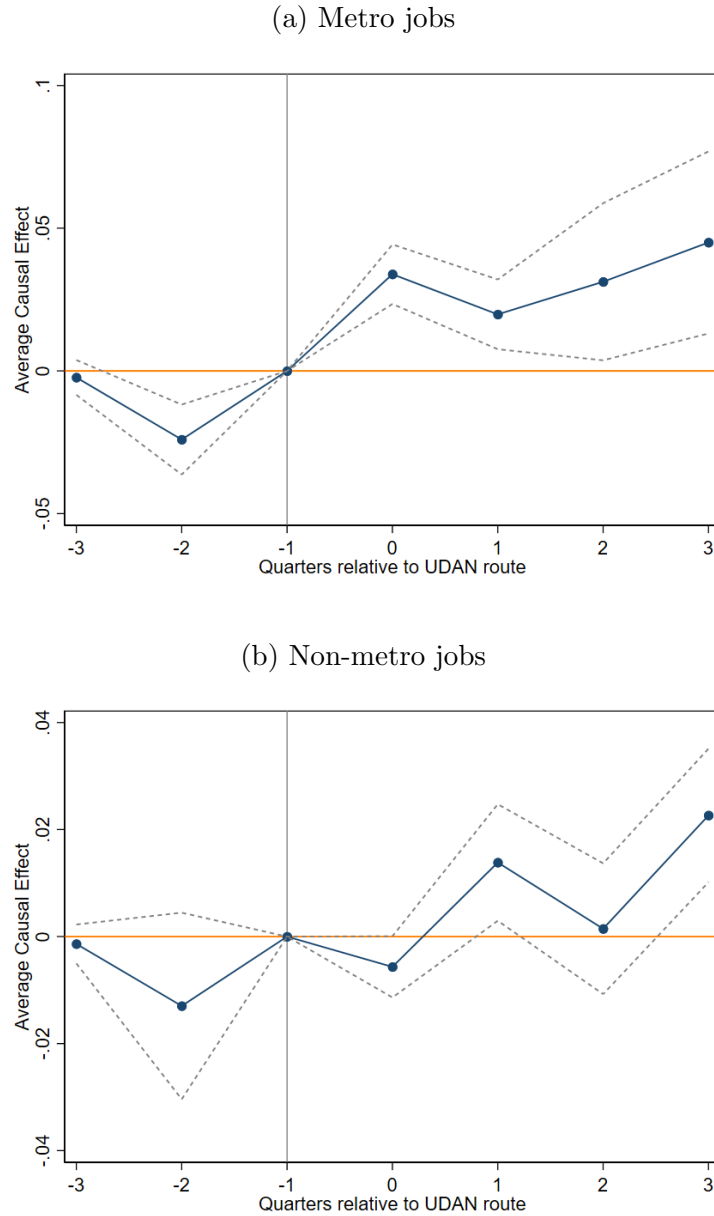 (a) Metro jobs
.1
.05
0
-.05
Average Causal Effect
-3 -2 -1 0 1 2 3
Quarters relative to UDAN route
(b) Non-metro jobs
.04
.02
0
-.02
-.04
Average Causal Effect
-3 -2 -1 0 1 2 3
Quarters relative to UDAN route